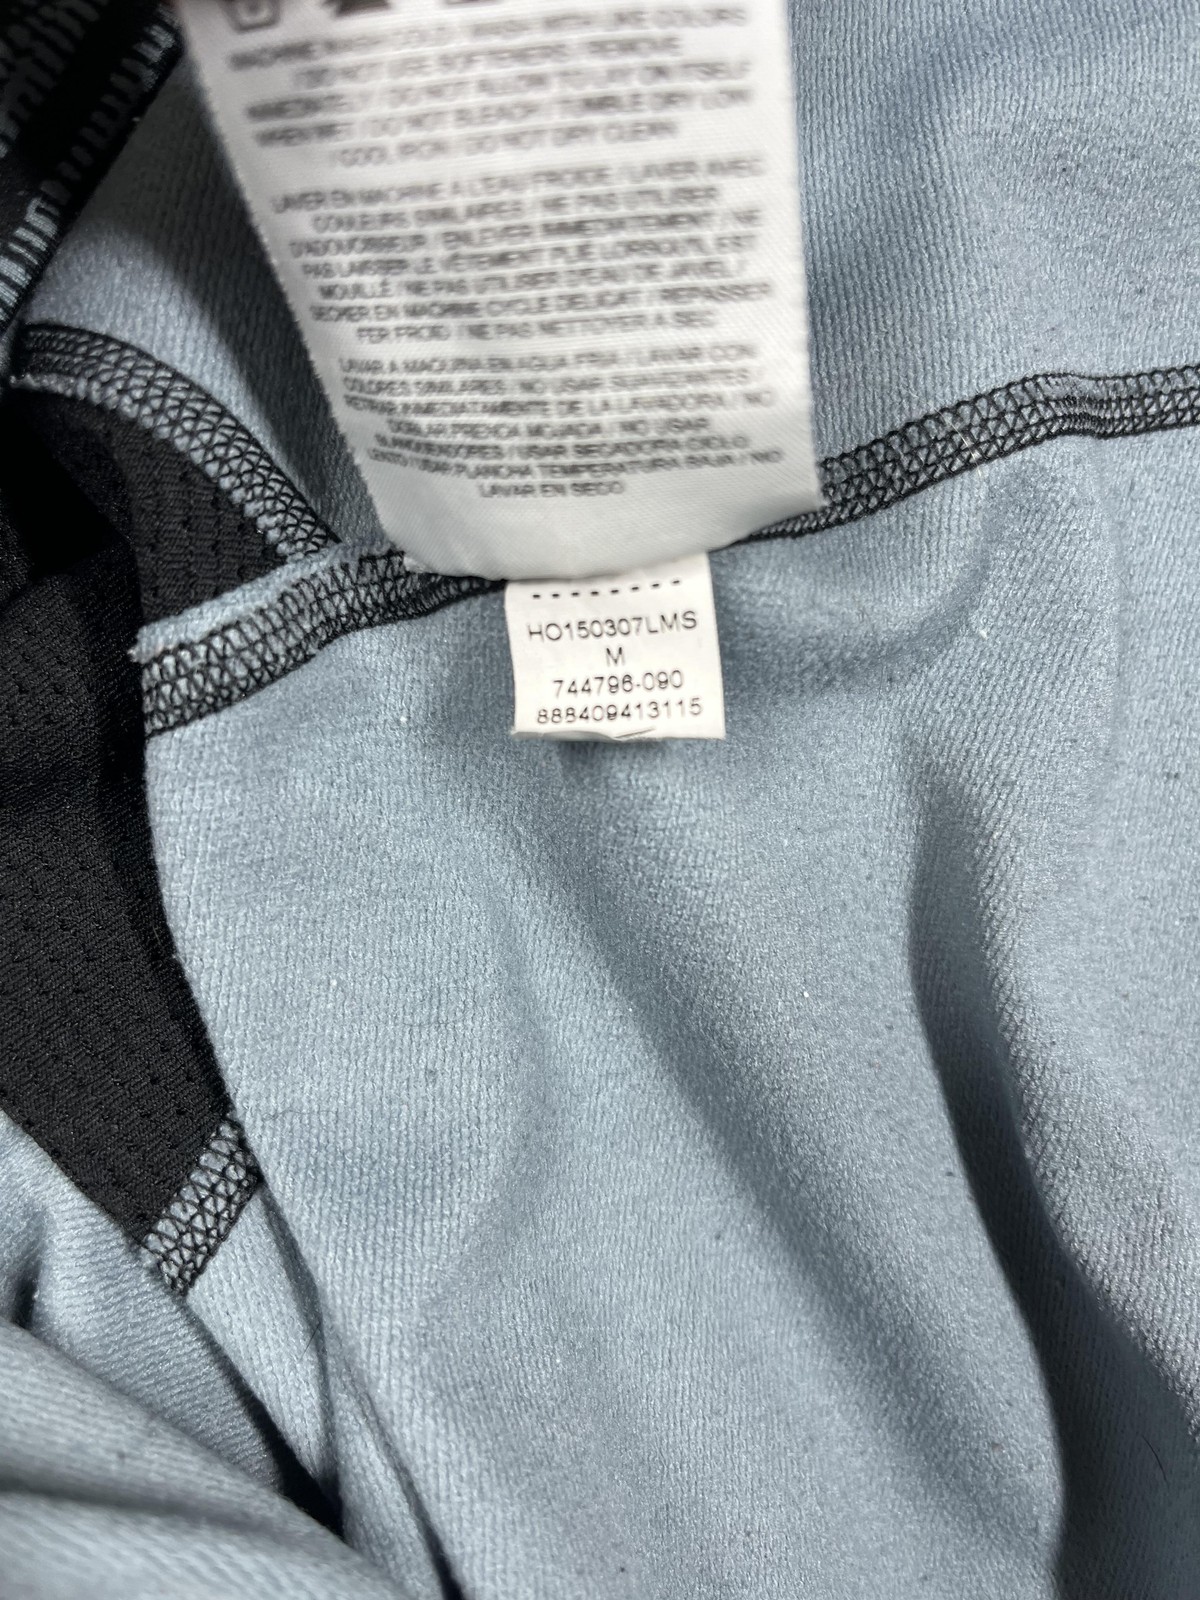 MACHINE WASH COLD / WASH WITH LIKE COLORS
/ DO NOT USE SOFTENERS / REMOVE
IMMEDIATELY / DO NOT ALLOW TO LAY ON ITSELF
WHEN WET / DO NOT BLEACH / TUMBLE DRY LOW
/ COOL IRON / DO NOT DRY CLEAN
LAVER EN MACHINE À L'EAU FROIDE / LAVER AVEC
COULEURS SIMILAIRES / NE PAS UTILISER
D'ADOUCISSEUR / ENLEVER IMMÉDIATEMENT / NE
PAS LAISSER LE VÊTEMENT PLIÉ LORSQU'IL EST
MOUILLÉ / NE PAS UTILISER D'EAU DE JAVEL /
SÉCHER EN MACHINE CYCLE DÉLICAT / REPASSER
FER FROID / NE PAS NETTOYER À SEC
LAVAR A MAQUINA EN AGUA FRIA / LAVAR CON
COLORES SIMILARES / NO USAR SUAVIZANTES /
RETIRAR INMEDIATAMENTE DE LA LAVADORA / NO
DOBLAR PRENDA MOJADA / NO USAR
BLANQUEADORES / USAR SECADORA CICLO
LENTO / USAR PLANCHA TEMPERATURA BAJA / NO
LAVAR EN SECO
HO150307LMS
M
744796-090
888409413115